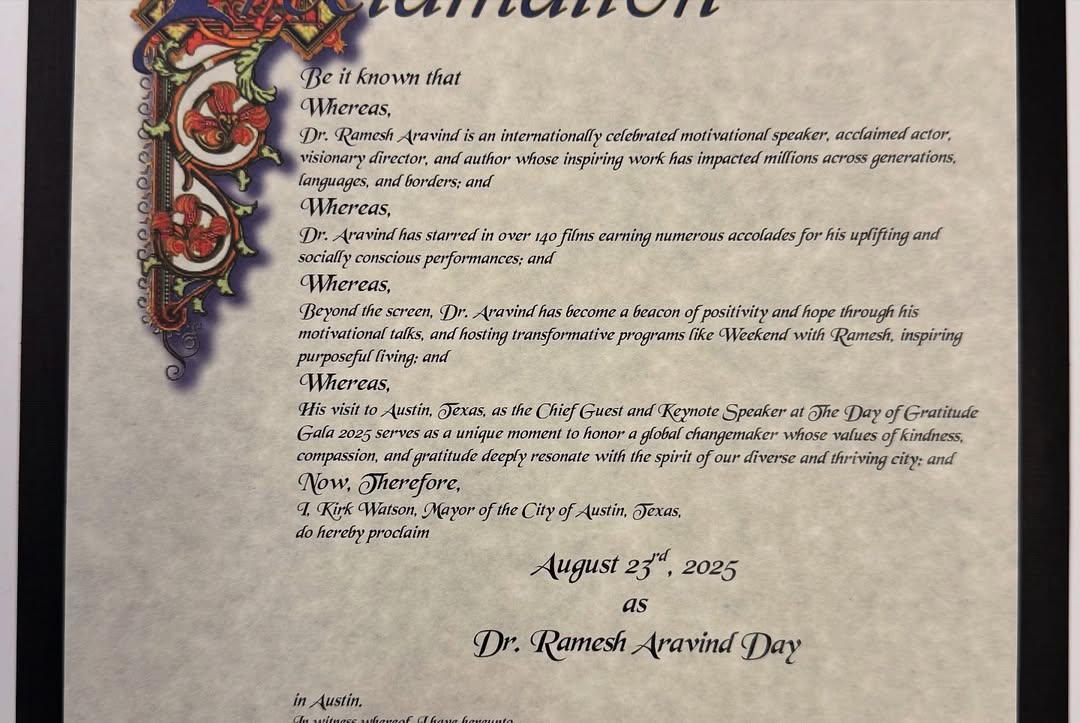 Proclamation
Be it known that
Whereas,
Dr. Ramesh Aravind is an internationally celebrated motivational speaker, acclaimed actor,
visionary director, and author whose inspiring work has impacted millions across generations,
languages, and borders; and
Whereas,
Dr. Aravind has starred in over 140 films earning numerous accolades for his uplifting and
socially conscious performances; and
Whereas,
Beyond the screen, Dr. Aravind has become a beacon of positivity and hope through his
motivational talks, and hosting transformative programs like Weekend with Ramesh, inspiring
purposeful living; and
Whereas,
His visit to Austin, Texas, as the Chief Guest and Keynote Speaker at The Day of Gratitude
Gala 2025 serves as a unique moment to honor a global changemaker whose values of kindness,
compassion, and gratitude deeply resonate with the spirit of our diverse and thriving city; and
Now, Therefore,
I, Kirk Watson, Mayor of the City of Austin, Texas,
do hereby proclaim
August 23rd, 2025
as
Dr. Ramesh Aravind Day
in Austin.
In witness whereof, I have hereunto